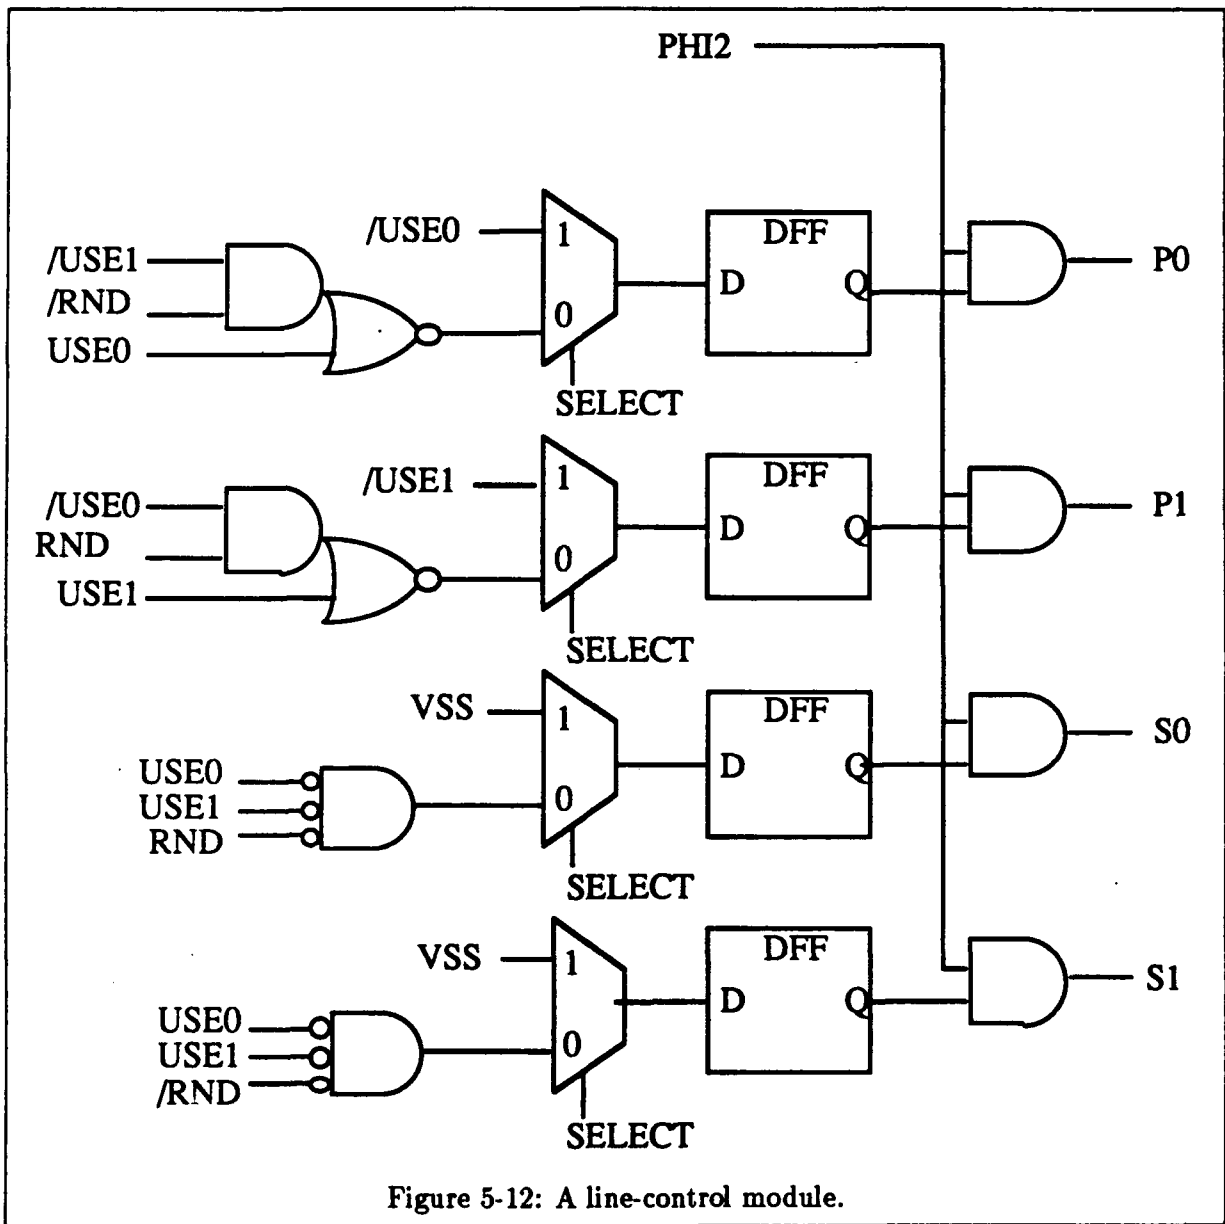 PHI2
/USE0
1
DFF
/USE1
P0
/RND
D
Q
0
USE0
SELECT
/USE1
1
DFF
/USE0
P1
RND
D
Q
0
USE1
SELECT
VSS
1
DFF
S0
USE0
D
Q
USE1
0
RND
SELECT
VSS
1
DFF
S1
D
Q
USE0
0
USE1
/RND
SELECT
Figure 5-12: A line-control module.